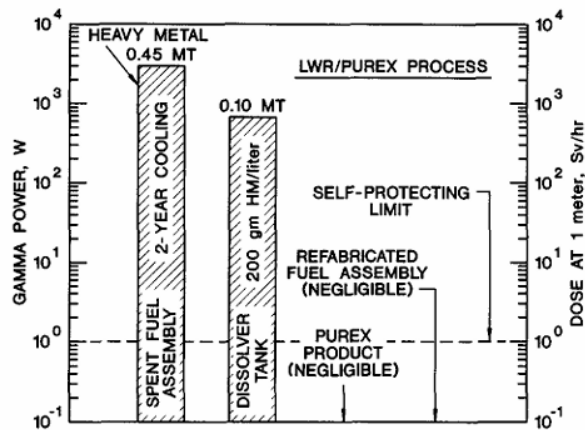 10^4
10^3
10^2
10^1
10^0
10^-1
GAMMA POWER, W
HEAVY METAL
0.45 MT
0.10 MT
LWR/PUREX PROCESS
SPENT FUEL
ASSEMBLY
2-YEAR COOLING
DISSOLVER
TANK
200 gm HM/liter
SELF-PROTECTING
LIMIT
REFABRICATED
FUEL ASSEMBLY
(NEGLIGIBLE)
PUREX
PRODUCT
(NEGLIGIBLE)
10^4
10^3
10^2
10^1
10^0
10^-1
DOSE AT 1 meter, Sv/hr